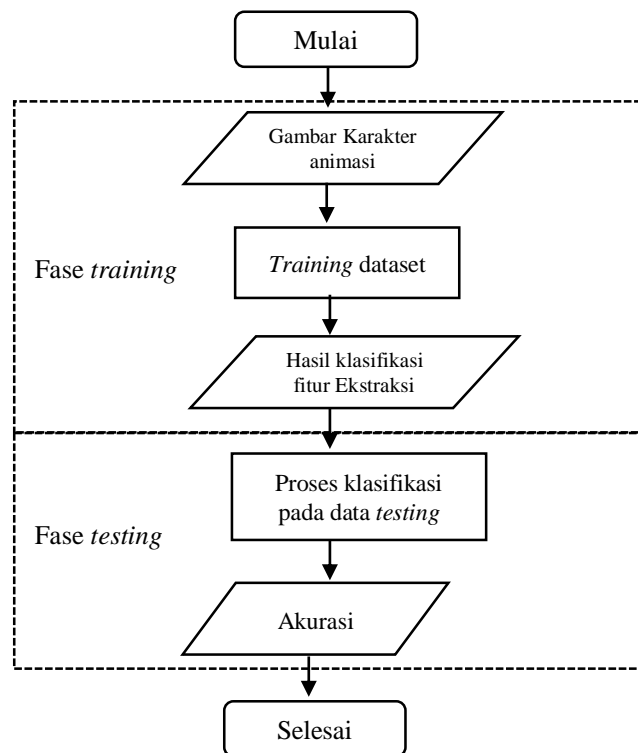 Mulai
Gambar Karakter
animasi
Fase training
Training dataset
Hasil klasifikasi
fitur Ekstraksi
Proses klasifikasi
pada data testing
Fase testing
Akurasi
Selesai